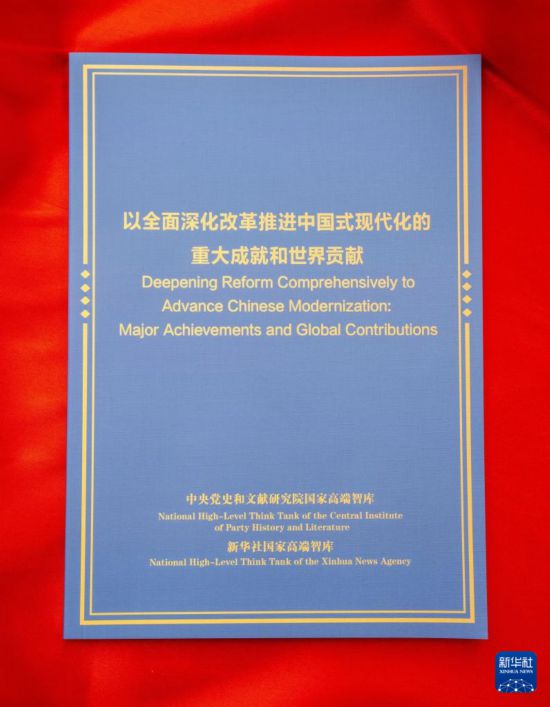 以全面深化改革推进中国式现代化的
重大成就和世界贡献
Deepening Reform Comprehensively to
Advance Chinese Modernization:
Major Achievements and Global Contributions
中央党史和文献研究院国家高端智库
National High-Level Think Tank of the Central Institute
of Party History and Literature
新华社国家高端智库
National High-Level Think Tank of the Xinhua News Agency
新华社
XINHUA NEWS